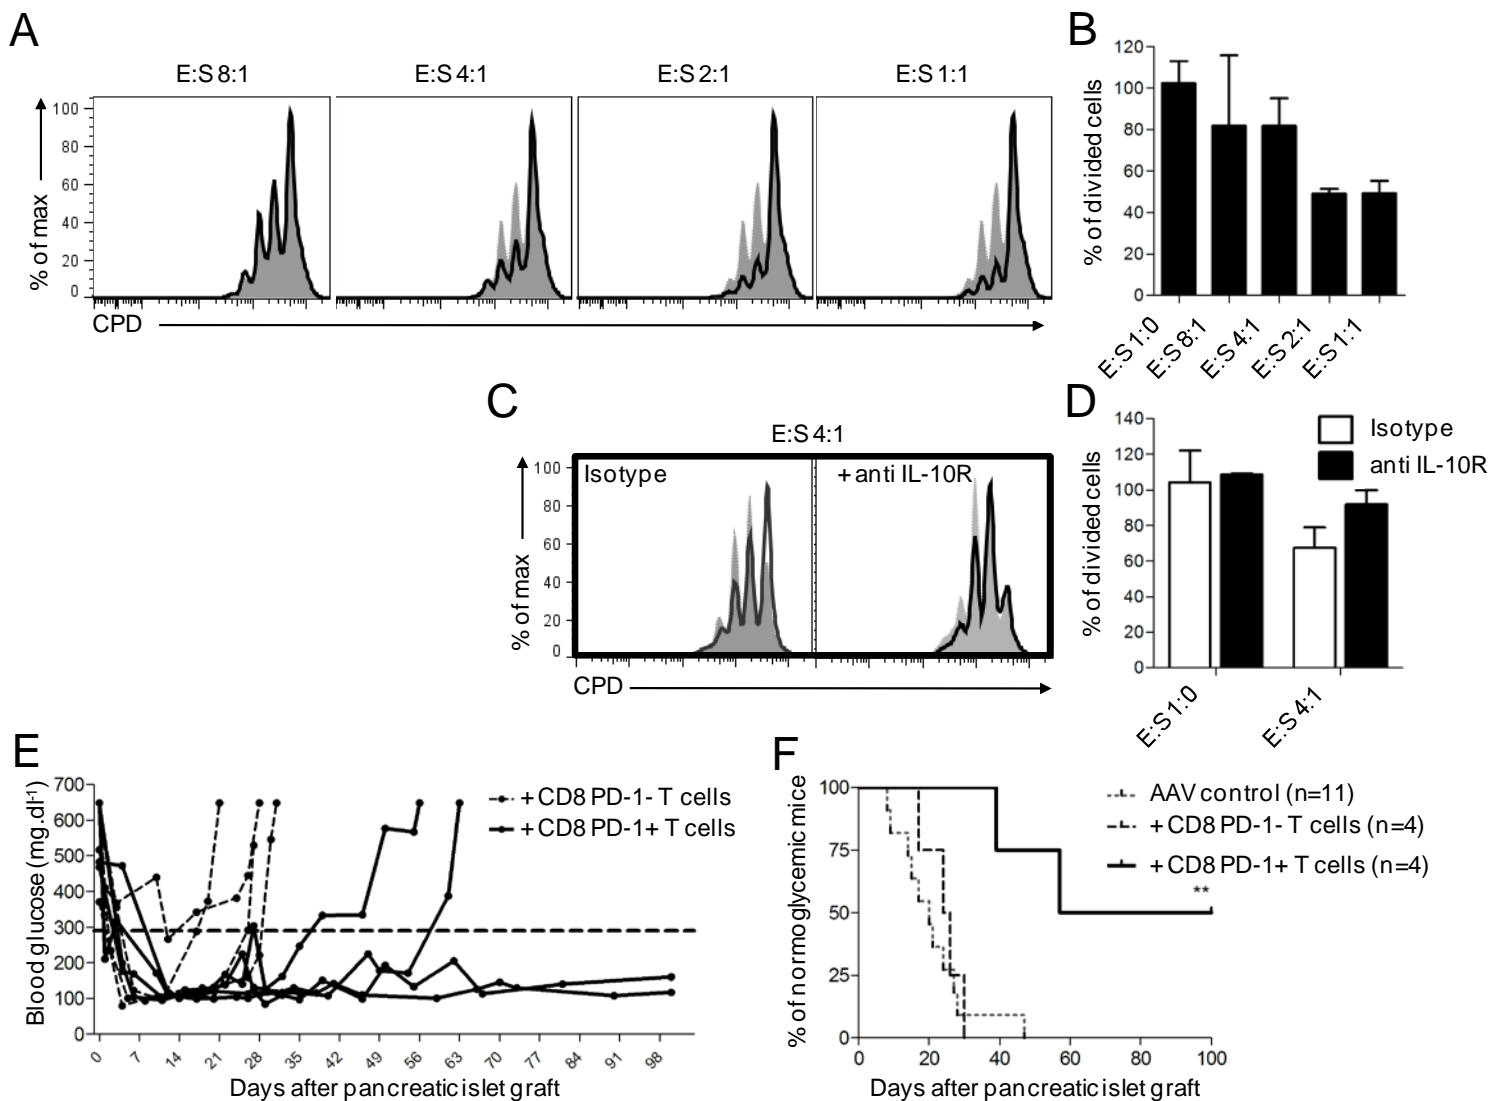 A
E:S 8:1
E:S 4:1
E:S 2:1
E:S 1:1
% of max
100
80
60
40
20
0
CPD
B
% of divided cells
120
100
80
60
40
20
0
E:S 1:0
E:S 8:1
E:S 4:1
E:S 2:1
E:S 1:1
C
E:S 4:1
Isotype
+ anti IL-10R
% of max
100
80
60
40
20
0
CPD
D
% of divided cells
140
120
100
80
60
40
20
0
Isotype
anti IL-10R
E:S 1:0
E:S 4:1
E
Blood glucose (mg.dl-1)
700
600
500
400
300
200
100
0
+ CD8 PD-1- T cells
+ CD8 PD-1+ T cells
0 7 14 21 28 35 42 49 56 63 70 77 84 91 98
Days after pancreatic islet graft
F
% of normoglycemic mice
100
75
50
25
0
AAV control (n=11)
+ CD8 PD-1- T cells (n=4)
+ CD8 PD-1+ T cells (n=4)
**
0 20 40 60 80 100
Days after pancreatic islet graft